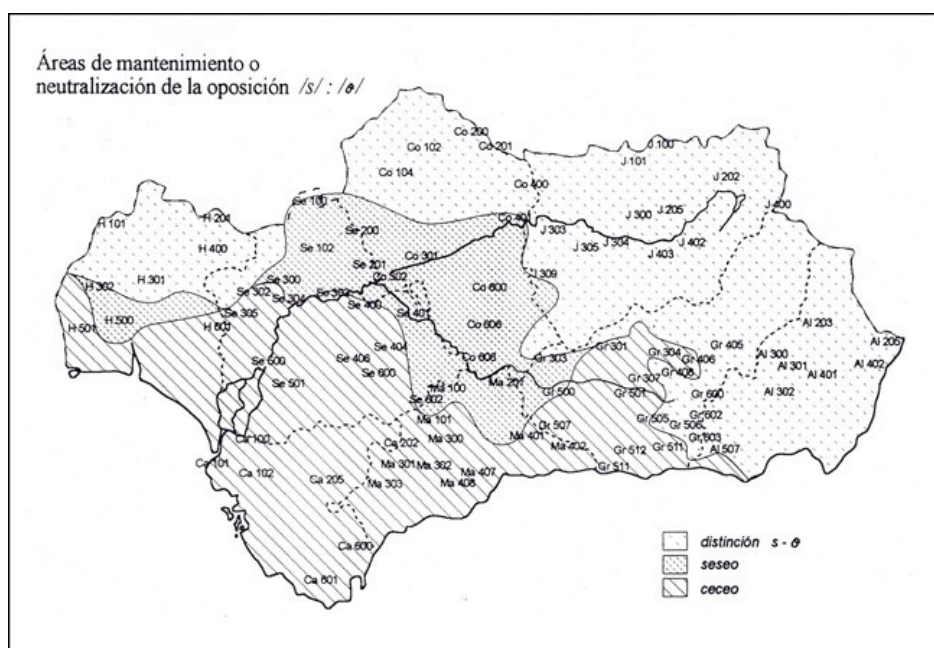 Áreas de mantenimiento o
neutralización de la oposición /s/ : /θ/
Co 200
Co 102
Co 201
J 100
J 101
Co 104
Co 400
J 202
Se 100
H 101
H 204
Co 401
J 300
J 205
J 400
Se 200
J 303
H 400
Se 102
J 305
J 304
J 402
Co 301
J 403
Se 201
Co 302
J 309
H 302
H 301
Se 300
Co 600
Se 302
Se 304
Se 303
Se 400
Se 401
H 501
H 500
Se 305
H 601
Co 606
Al 203
Se 404
Gr 301
Gr 304
Gr 405
Al 205
Se 500
Se 406
Co 608
Gr 303
Gr 406
Al 300
Al 301
Al 402
Se 501
Se 600
Gr 307
Gr 408
Al 401
Ma 100
Ma 201
Gr 500
Gr 501
Gr 600
Al 302
Se 602
Ma 101
Gr 507
Gr 505
Gr 602
Gr 506
Ca 100
Ca 202
Ma 300
Ma 401
Ma 402
Gr 512
Gr 511
Gr 603
Al 507
Ca 101
Ca 102
Ma 301
Ma 302
Ma 407
Gr 511
Ca 205
Ma 303
Ma 408
Ca 600
Ca 601
distinción s - θ
seseo
ceceo